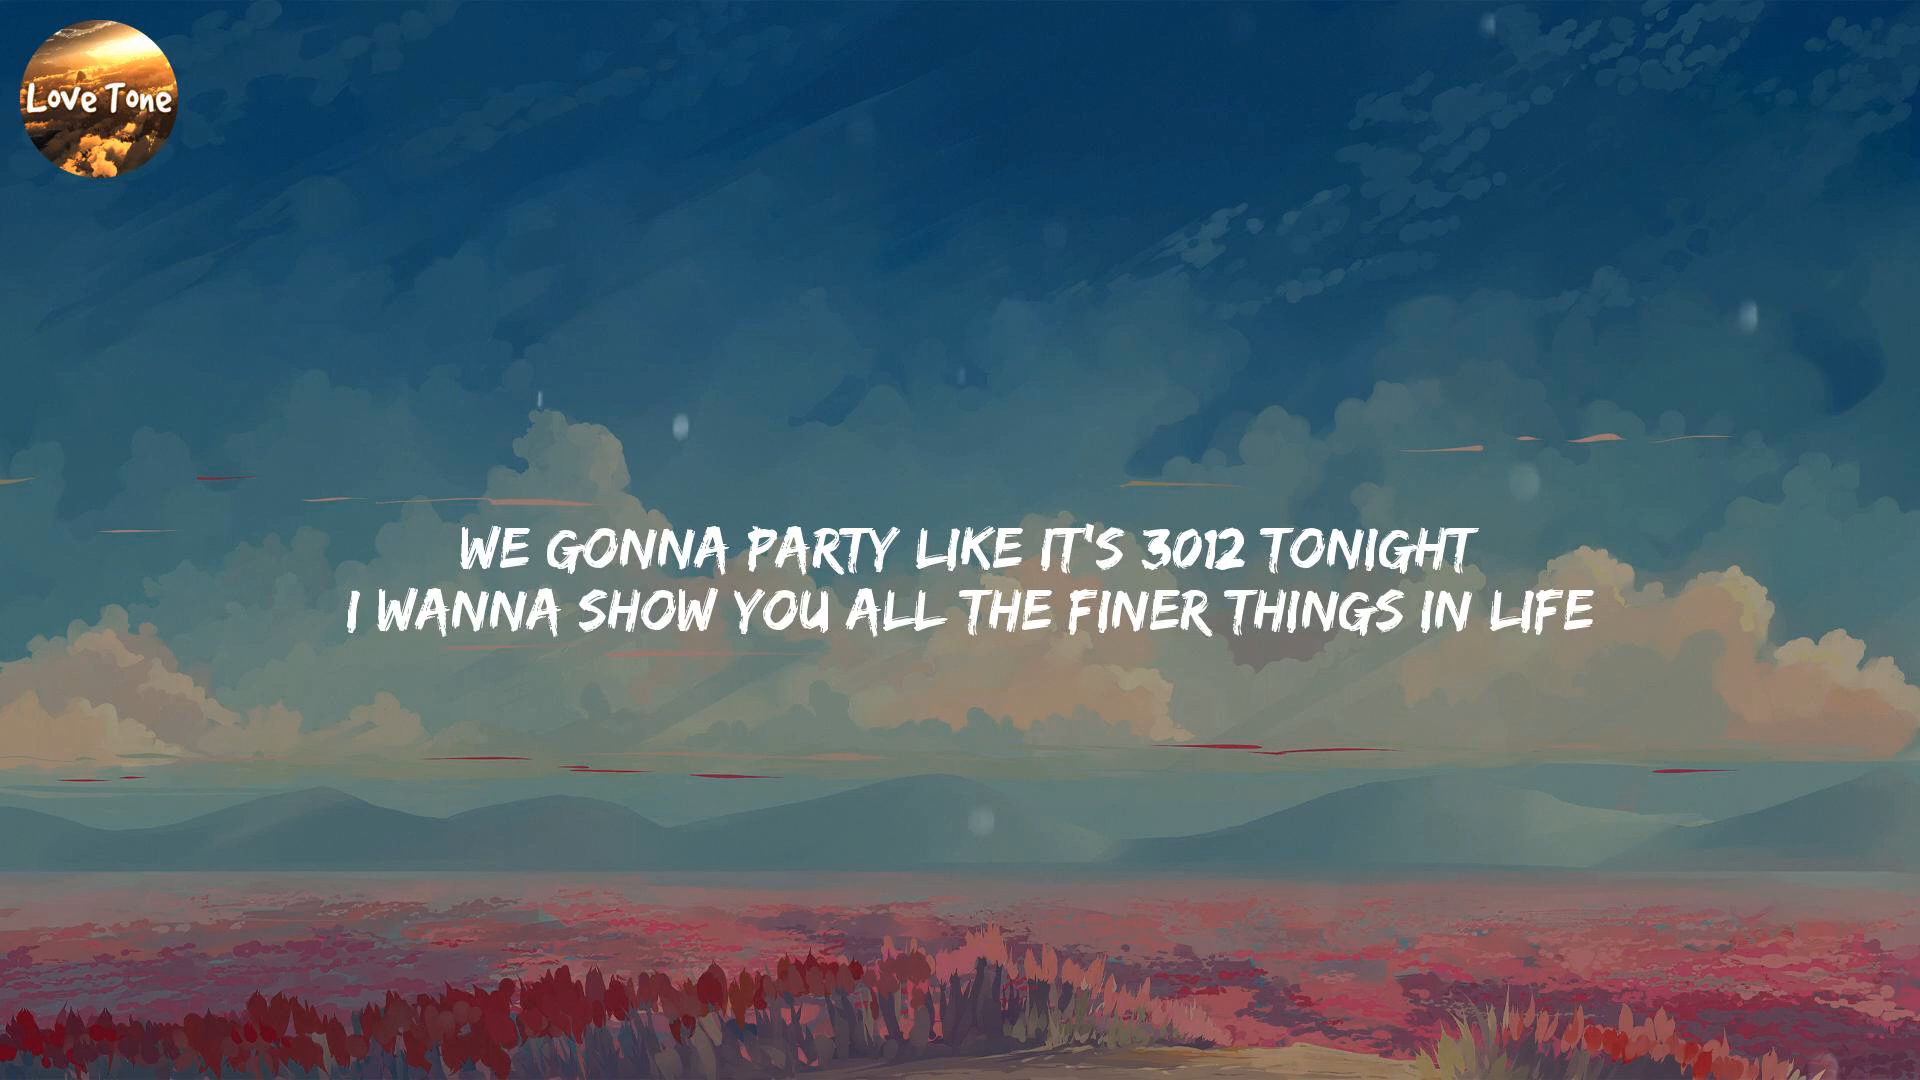 Love Tone
WE GONNA PARTY LIKE IT'S 3012 TONIGHT
I WANNA SHOW YOU ALL THE FINER THINGS IN LIFE